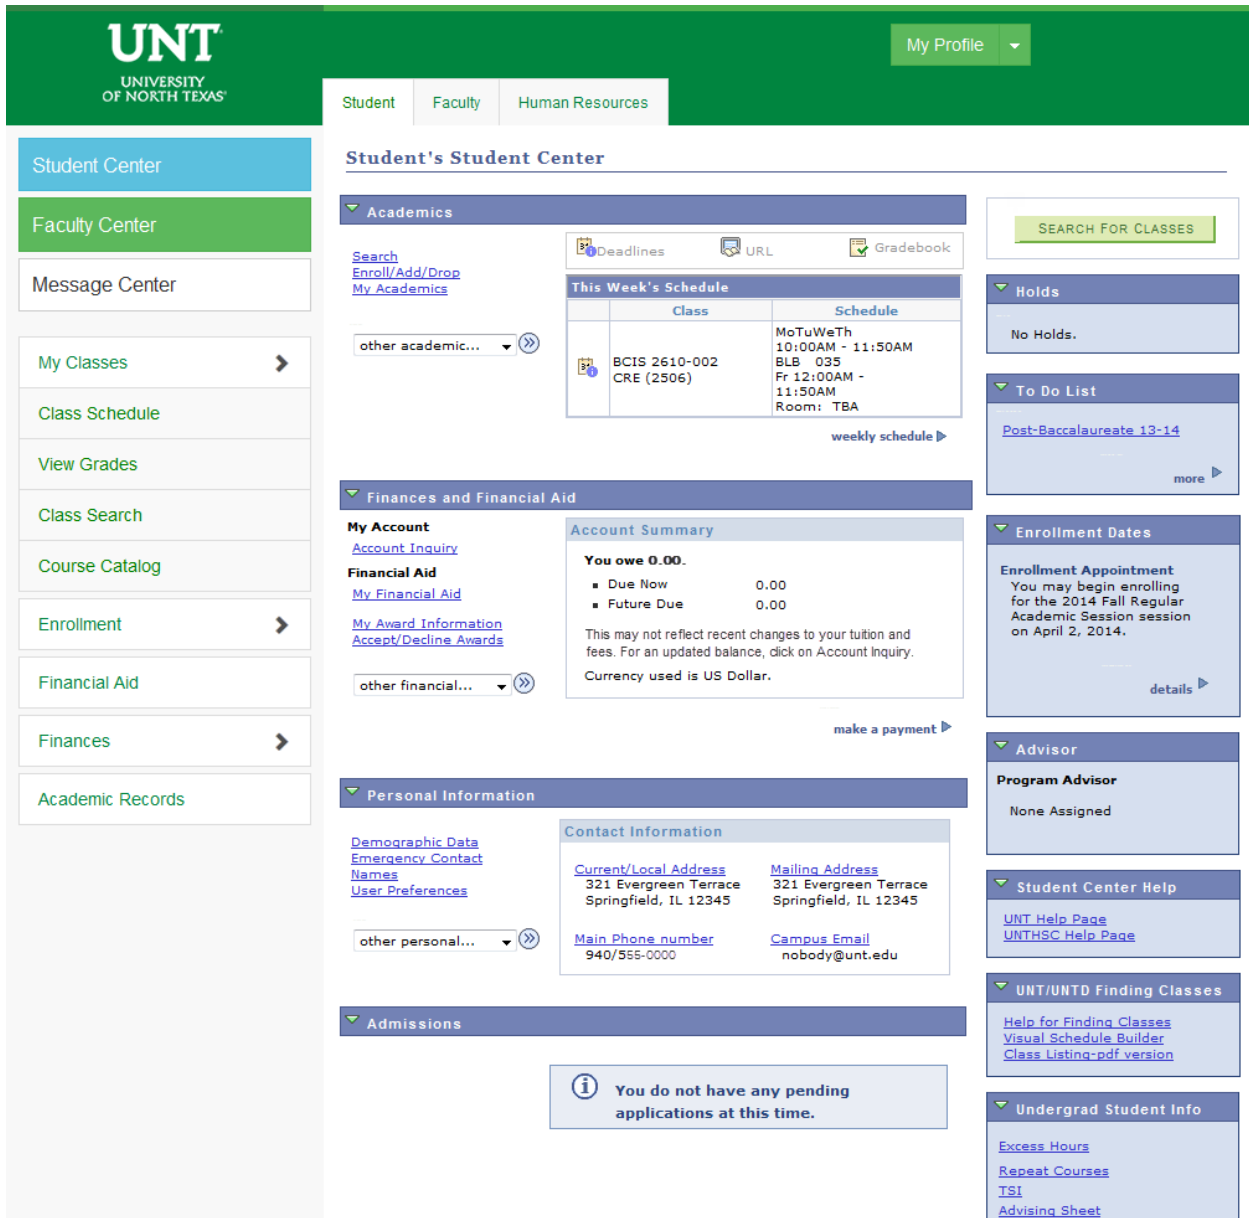 UNT
UNIVERSITY
OF NORTH TEXAS
My Profile
Student Faculty Human Resources
Student Center
Faculty Center
Message Center
My Classes
Class Schedule
View Grades
Class Search
Course Catalog
Enrollment
Financial Aid
Finances
Academic Records
Student's Student Center
Academics
Search
Enroll/Add/Drop
My Academics
other academic...
Deadlines URL Gradebook
This Week's Schedule
Class Schedule
BCIS 2610-002
CRE (2506)
MoTuWeTh
10:00AM - 11:50AM
BLB 035
Fr 12:00AM -
11:50AM
Room: TBA
weekly schedule
Finances and Financial Aid
My Account
Account Inquiry
Financial Aid
My Financial Aid
My Award Information
Accept/Decline Awards
other financial...
Account Summary
You owe 0.00.
Due Now 0.00
Future Due 0.00
This may not reflect recent changes to your tuition and
fees. For an updated balance, click on Account Inquiry.
Currency used is US Dollar.
make a payment
Personal Information
Demographic Data
Emergency Contact
Names
User Preferences
other personal...
Contact Information
Current/Local Address
321 Evergreen Terrace
Springfield, IL 12345
Mailing Address
321 Evergreen Terrace
Springfield, IL 12345
Main Phone number
940/555-0000
Campus Email
nobody@unt.edu
Admissions
You do not have any pending
applications at this time.
SEARCH FOR CLASSES
Holds
No Holds.
To Do List
Post-Baccalaureate 13-14
more
Enrollment Dates
Enrollment Appointment
You may begin enrolling
for the 2014 Fall Regular
Academic Session session
on April 2, 2014.
details
Advisor
Program Advisor
None Assigned
Student Center Help
UNT Help Page
UNTHSC Help Page
UNT/UNTD Finding Classes
Help for Finding Classes
Visual Schedule Builder
Class Listing-pdf version
Undergrad Student Info
Excess Hours
Repeat Courses
TSI
Advising Sheet